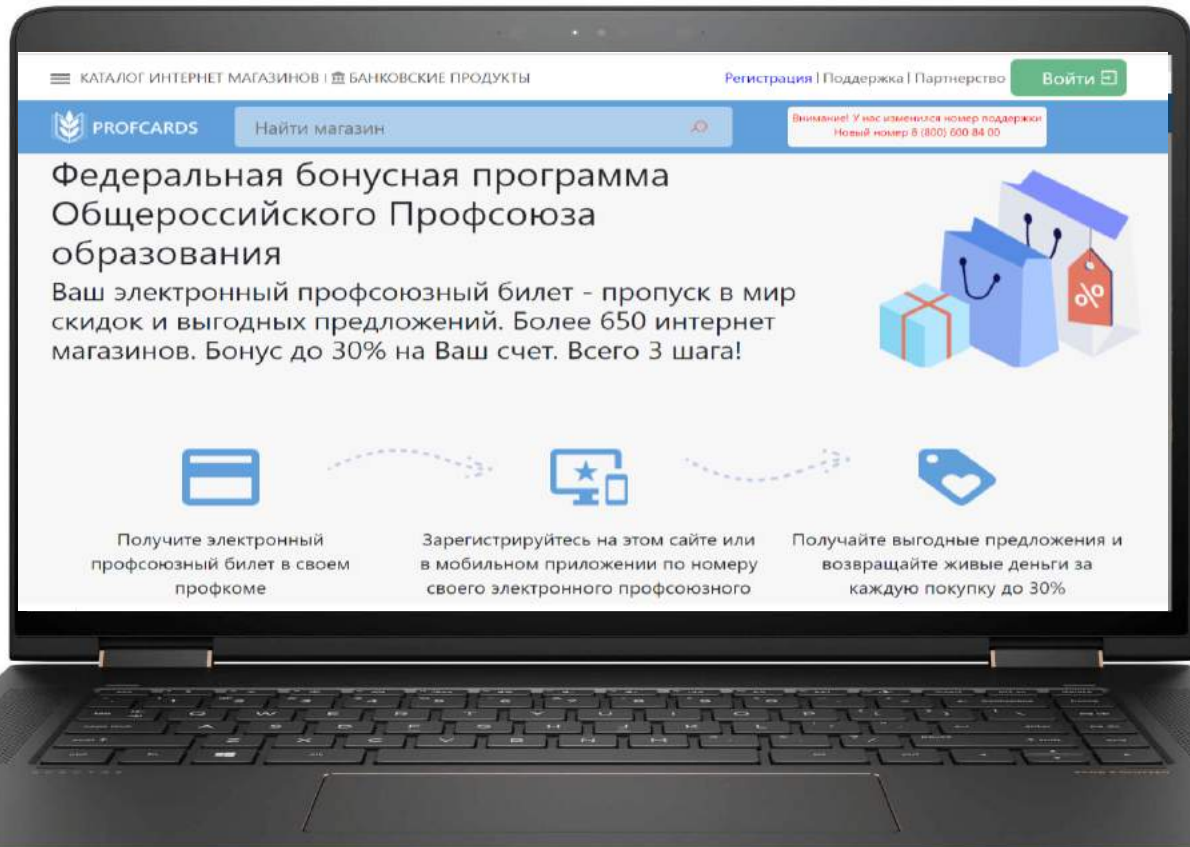 КАТАЛОГ ИНТЕРНЕТ МАГАЗИНОВ | БАНКОВСКИЕ ПРОДУКТЫ
Регистрация | Поддержка | Партнерство
Войти
PROFCARDS
Найти магазин
Внимание! У нас изменился номер поддержки
Новый номер 8 (800) 600 84 00
Федеральная бонусная программа
Общероссийского Профсоюза
образования
Ваш электронный профсоюзный билет - пропуск в мир
скидок и выгодных предложений. Более 650 интернет
магазинов. Бонус до 30% на Ваш счет. Всего 3 шага!
%
Получите электронный
профсоюзный билет в своем
профкоме
Зарегистрируйтесь на этом сайте или
в мобильном приложении по номеру
своего электронного профсоюзного
Получайте выгодные предложения и
возвращайте живые деньги за
каждую покупку до 30%